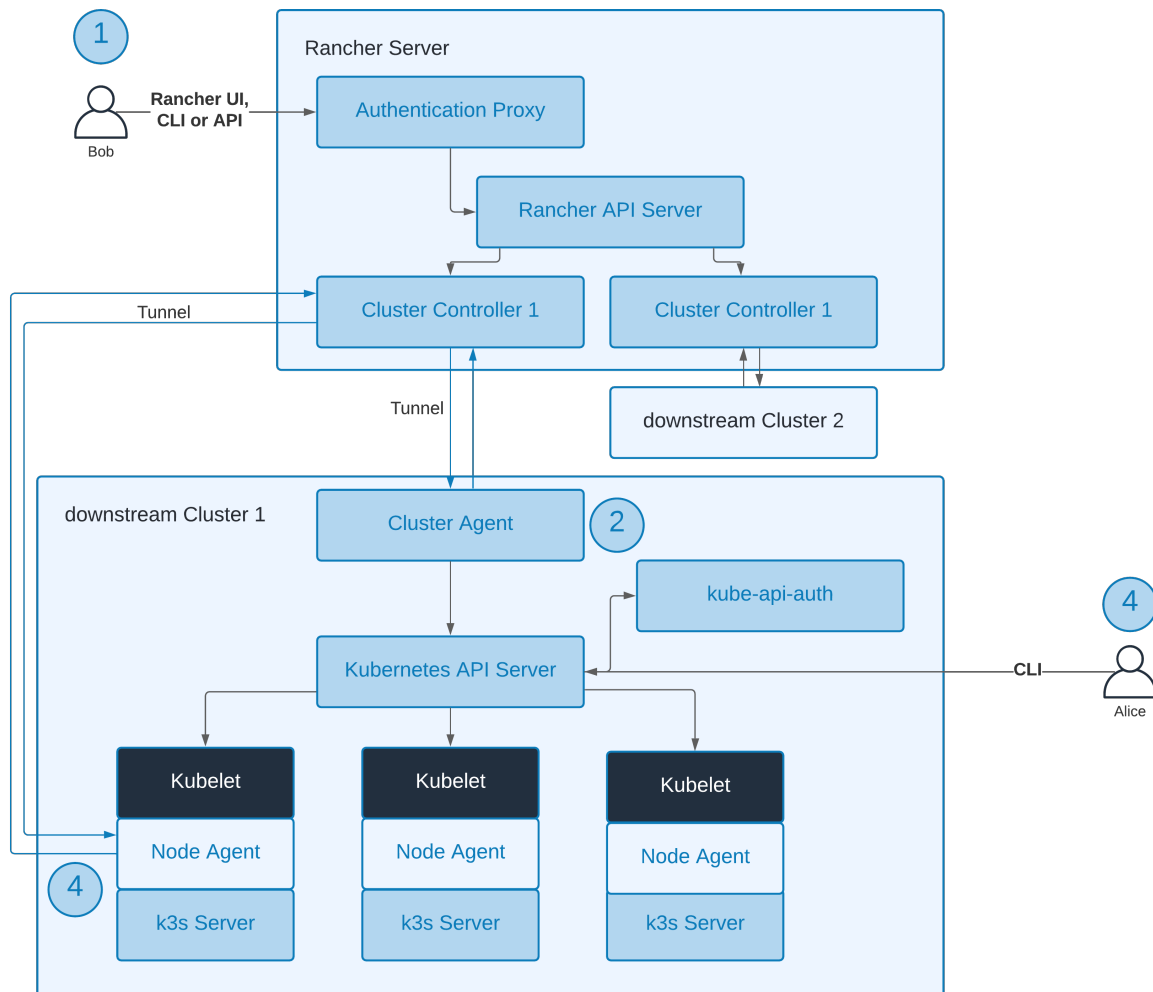 1
Rancher Server
Rancher UI,
CLI or API
Authentication Proxy
Bob
Rancher API Server
Tunnel
Cluster Controller 1
Cluster Controller 1
Tunnel
downstream Cluster 2
downstream Cluster 1
Cluster Agent
2
kube-api-auth
4
Kubernetes API Server
CLI
Alice
Kubelet
Kubelet
Kubelet
Node Agent
Node Agent
Node Agent
4
k3s Server
k3s Server
k3s Server